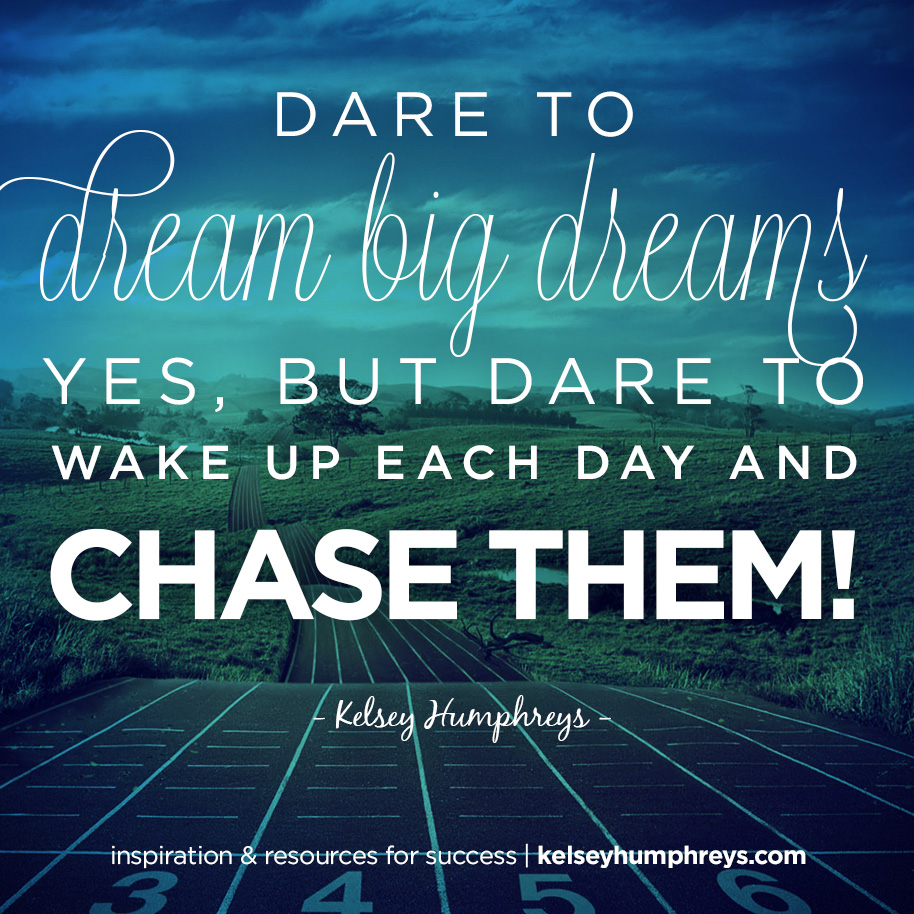 DARE TO
dream big dreams
YES, BUT DARE TO
WAKE UP EACH DAY AND
CHASE THEM!
- Kelsey Humphreys -
inspiration & resources for success | kelseyhumphreys.com
3 4 5 6